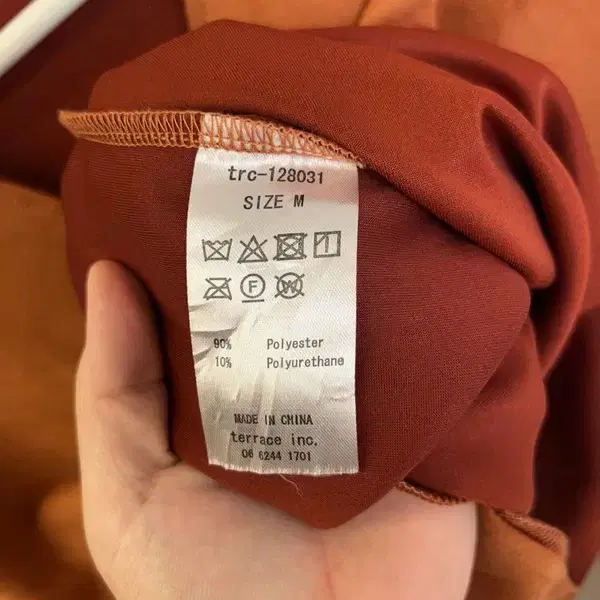 trc-128031
SIZE M
F W
90% Polyester
10% Polyurethane
MADE IN CHINA
terrace inc.
06 6244 1701